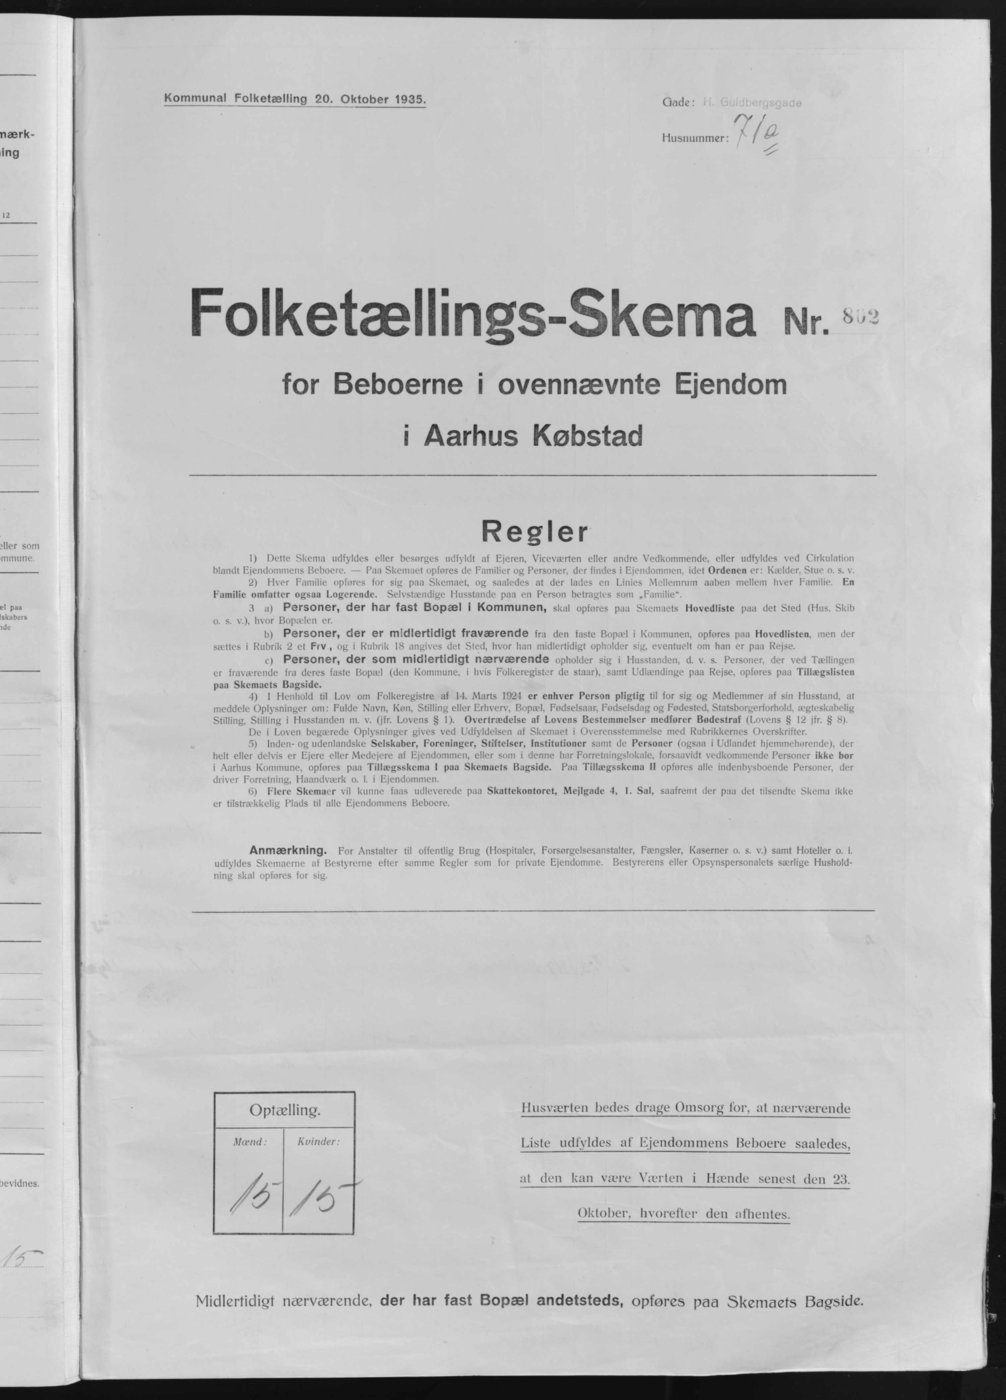 mærk-
ing
12
eller som
ommune.
el paa
lskabers
nde
bevidnes.
15
Kommunal Folketælling 20. Oktober 1935.
Gade: H. Guldbergsgade
Husnummer: 71a
Folketællings-Skema Nr. 802
for Beboerne i ovennævnte Ejendom
i Aarhus Købstad
Regler
1) Dette Skema udfyldes eller besørges udfyldt af Ejeren, Viceværten eller andre Vedkommende, eller udfyldes ved Cirkulation
blandt Ejendommens Beboere. — Paa Skemaet opføres de Familier og Personer, der findes i Ejendommen, idet Ordenen er: Kælder, Stue o. s. v.
2) Hver Familie opføres for sig paa Skemaet, og saaledes at der lades en Linies Mellemrum aaben mellem hver Familie. En
Familie omfatter ogsaa Logerende. Selvstændige Husstande paa en Person betragtes som „Familie“.
3 a) Personer, der har fast Bopæl i Kommunen, skal opføres paa Skemaets Hovedliste paa det Sted (Hus, Skib
o. s. v.), hvor Bopælen er.
b) Personer, der er midlertidigt fraværende fra den faste Bopæl i Kommunen, opføres paa Hovedlisten, men der
sættes i Rubrik 2 et Frv., og i Rubrik 18 angives det Sted, hvor han midlertidigt opholder sig, eventuelt om han er paa Rejse.
c) Personer, der som midlertidigt nærværende opholder sig i Husstanden, d. v. s. Personer, der ved Tællingen
er fraværende fra deres faste Bopæl (den Kommune, i hvis Folkeregister de staar), samt Udlændinge paa Rejse, opføres paa Tillægslisten
paa Skemaets Bagside.
4) I Henhold til Lov om Folkeregistre af 14. Marts 1924 er enhver Person pligtig til for sig og Medlemmer af sin Husstand, at
meddele Oplysninger om: Fulde Navn, Køn, Stilling eller Erhverv, Bopæl, Fødselsaar, Fødselsdag og Fødested, Statsborgerforhold, ægteskabelig
Stilling, Stilling i Husstanden m. v. (jfr. Lovens § 1). Overtrædelse af Lovens Bestemmelser medfører Bødestraf (Lovens § 12 jfr. § 8).
De i Loven begærede Oplysninger gives ved Udfyldelsen af Skemaet i Overensstemmelse med Rubrikkernes Overskrifter.
5) Inden- og udenlandske Selskaber, Foreninger, Stiftelser, Institutioner samt de Personer (ogsaa i Udlandet hjemmehørende), der
helt eller delvis er Ejere eller Medejere af Ejendommen, eller som i denne har Forretningslokale, forsaavidt vedkommende Personer ikke bor
i Aarhus Kommune, opføres paa Tillægsskema I paa Skemaets Bagside. Paa Tillægsskema II opføres alle indenbysboende Personer, der
driver Forretning, Haandværk o. l. i Ejendommen.
6) Flere Skemaer vil kunne faas udleverede paa Skattekontoret, Mejlgade 4, 1. Sal, saafremt der paa det tilsendte Skema ikke
er tilstrækkelig Plads til alle Ejendommens Beboere.
Anmærkning. For Anstalter til offentlig Brug (Hospitaler, Forsørgelsesanstalter, Fængsler, Kaserner o. s. v.) samt Hoteller o. l.
udfyldes Skemaerne af Bestyrerne efter samme Regler som for private Ejendomme. Bestyrerens eller Opsynspersonalets særlige Hushold-
ning skal opføres for sig.
Optælling.
Mænd: Kvinder:
15 15
Husværten bedes drage Omsorg for, at nærværende
Liste udfyldes af Ejendommens Beboere saaledes,
at den kan være Værten i Hænde senest den 23.
Oktober, hvorefter den afhentes.
Midlertidigt nærværende, der har fast Bopæl andetsteds, opføres paa Skemaets Bagside.